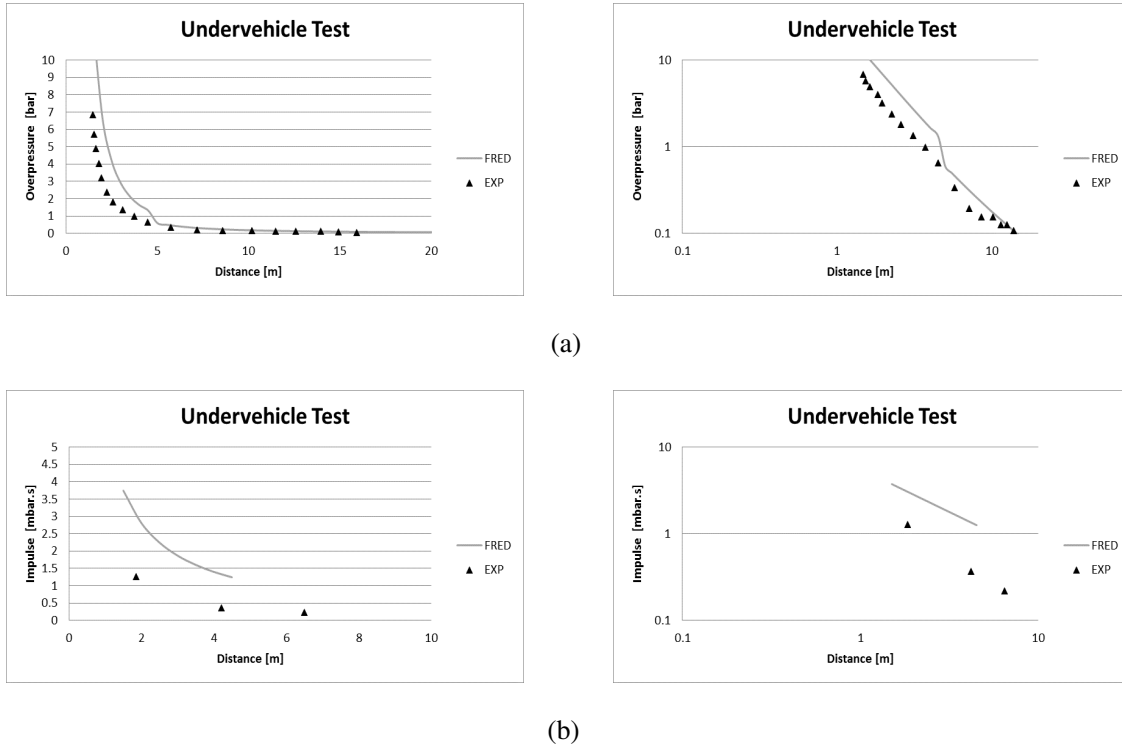 Undervehicle Test
Overpressure [bar]
10
9
8
7
6
5
4
3
2
1
0
0 5 10 15 20
Distance [m]
FRED
EXP
Undervehicle Test
Overpressure [bar]
10
1
0.1
0.1 1 10
Distance [m]
FRED
EXP
(a)
Undervehicle Test
Impulse [mbar.s]
5
4.5
4
3.5
3
2.5
2
1.5
1
0.5
0
0 2 4 6 8 10
Distance [m]
FRED
EXP
Undervehicle Test
Impulse [mbar.s]
10
1
0.1
0.1 1 10
Distance [m]
FRED
EXP
(b)